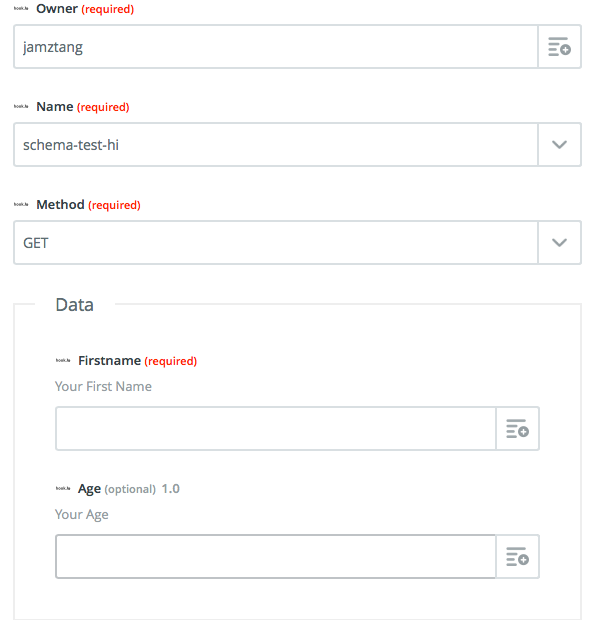 hook.io Owner (required)
jamztang
hook.io Name (required)
schema-test-hi
hook.io Method (required)
GET
Data
hook.io Firstname (required)
Your First Name
hook.io Age (optional) 1.0
Your Age